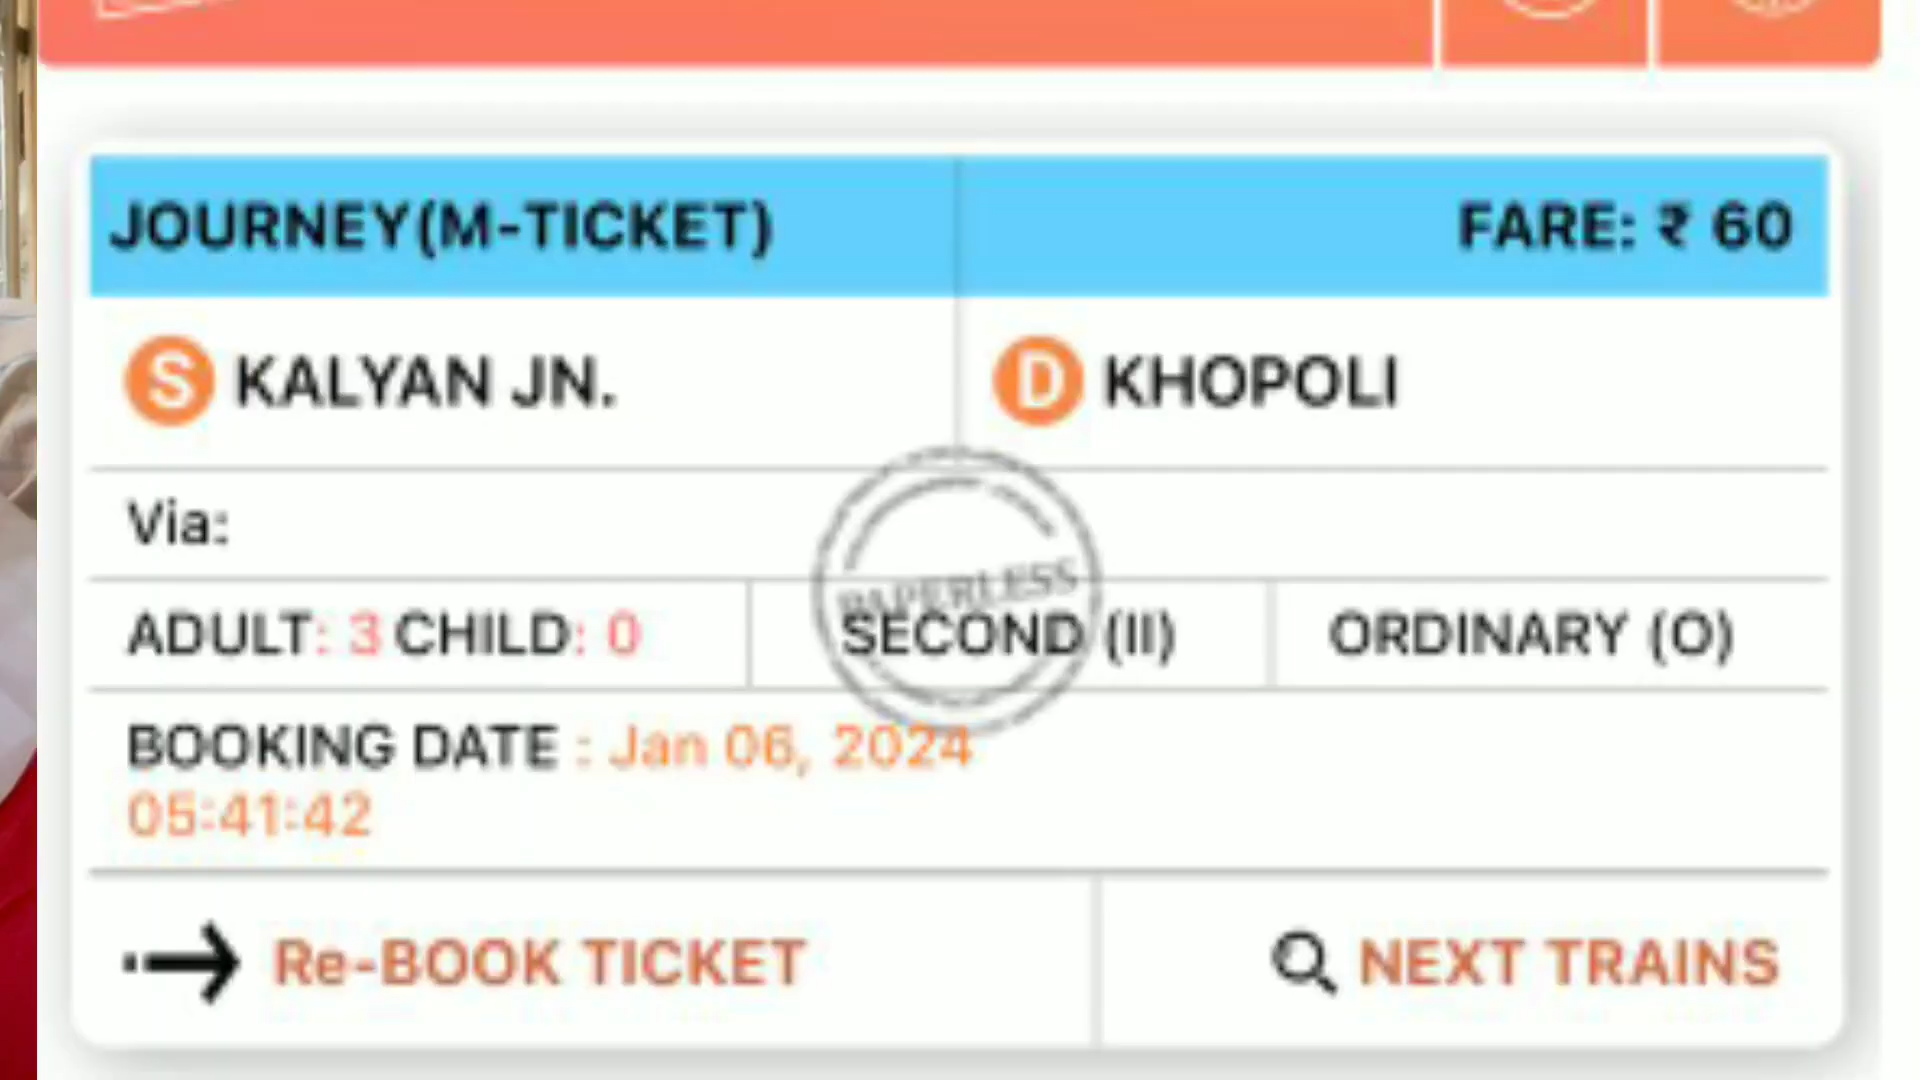 JOURNEY(M-TICKET) FARE: ₹ 60
S KALYAN JN. D KHOPOLI
Via:
PAPERLESS
ADULT: 3 CHILD: 0 SECOND (II) ORDINARY (O)
BOOKING DATE : Jan 06, 2024
05:41:42
Re-BOOK TICKET NEXT TRAINS